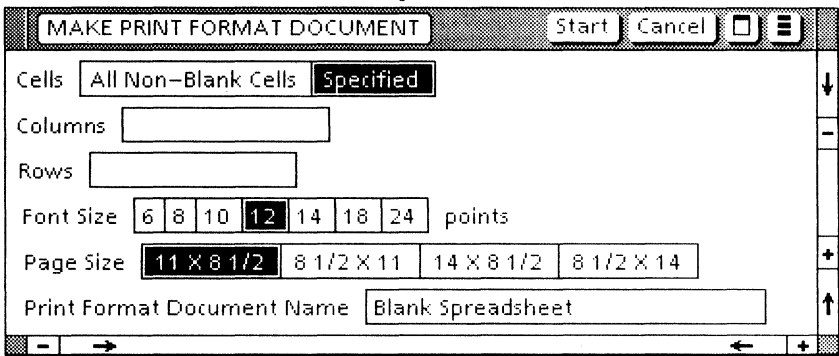 MAKE PRINT FORMAT DOCUMENT Start Cancel
Cells All Non-Blank Cells Specified
Columns
Rows
Font Size 6 8 10 12 14 18 24 points
Page Size 11 X 8 1/2 8 1/2 X 11 14 X 8 1/2 8 1/2 X 14
Print Format Document Name Blank Spreadsheet